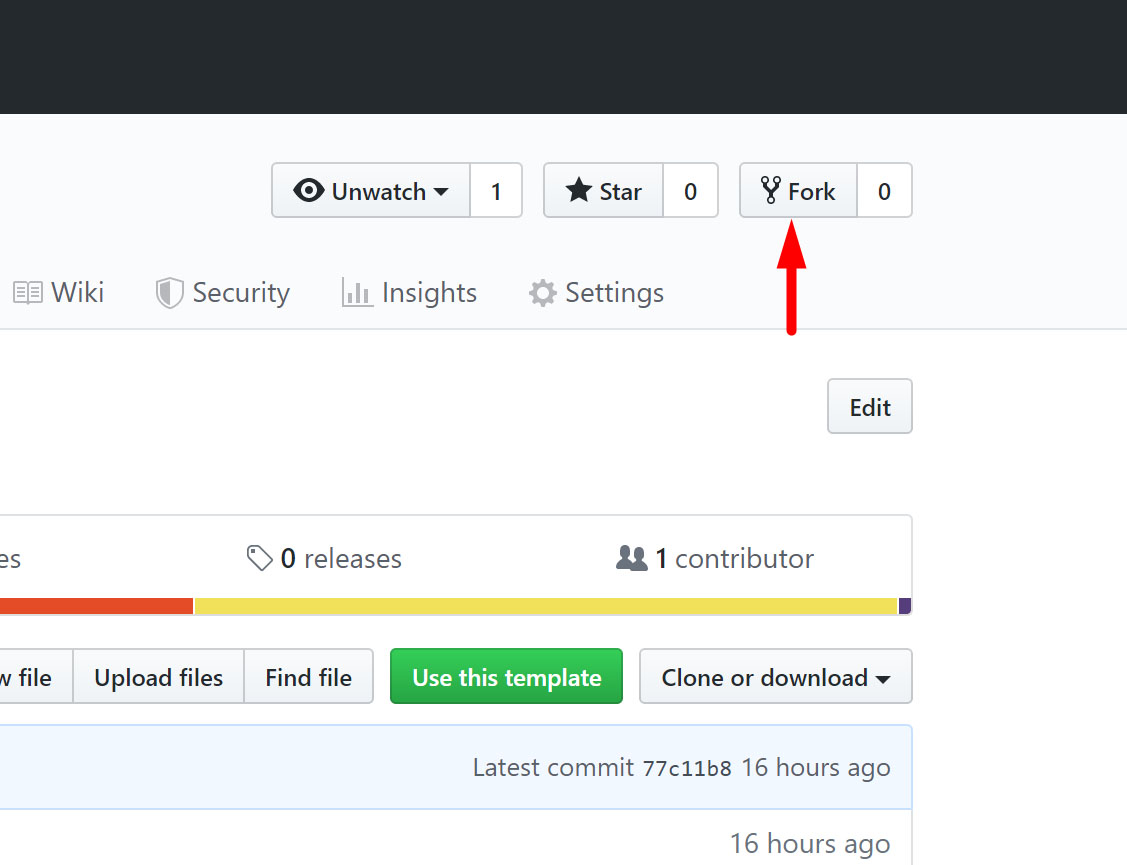 Unwatch 1 Star 0 Fork 0
Wiki Security Insights Settings
Edit
es 0 releases 1 contributor
w file Upload files Find file Use this template Clone or download
Latest commit 77c11b8 16 hours ago
16 hours ago